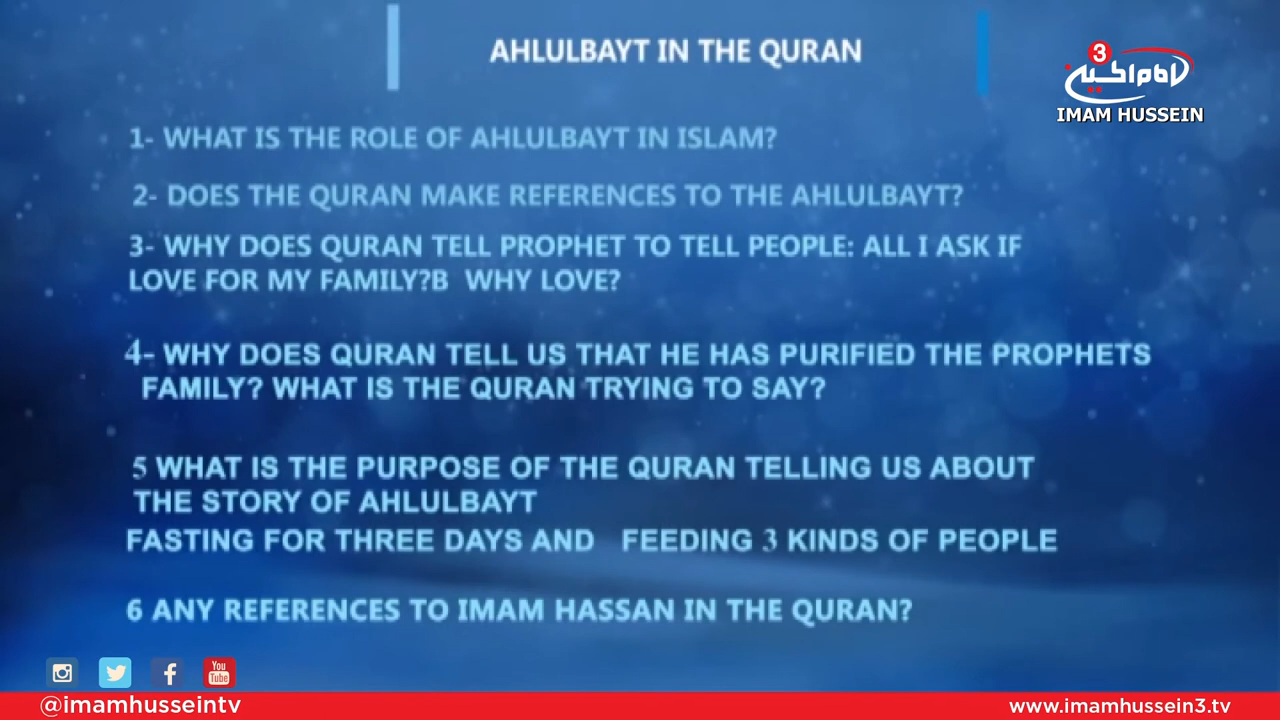 AHLULBAYT IN THE QURAN
3
IMAM HUSSEIN
1- WHAT IS THE ROLE OF AHLULBAYT IN ISLAM?
2- DOES THE QURAN MAKE REFERENCES TO THE AHLULBAYT?
3- WHY DOES QURAN TELL PROPHET TO TELL PEOPLE: ALL I ASK IF
LOVE FOR MY FAMILY?B WHY LOVE?
4- WHY DOES QURAN TELL US THAT HE HAS PURIFIED THE PROPHETS
FAMILY? WHAT IS THE QURAN TRYING TO SAY?
5 WHAT IS THE PURPOSE OF THE QURAN TELLING US ABOUT
THE STORY OF AHLULBAYT
FASTING FOR THREE DAYS AND FEEDING 3 KINDS OF PEOPLE
6 ANY REFERENCES TO IMAM HASSAN IN THE QURAN?
You
Tube
@imamhusseintv
www.imamhussein3.tv